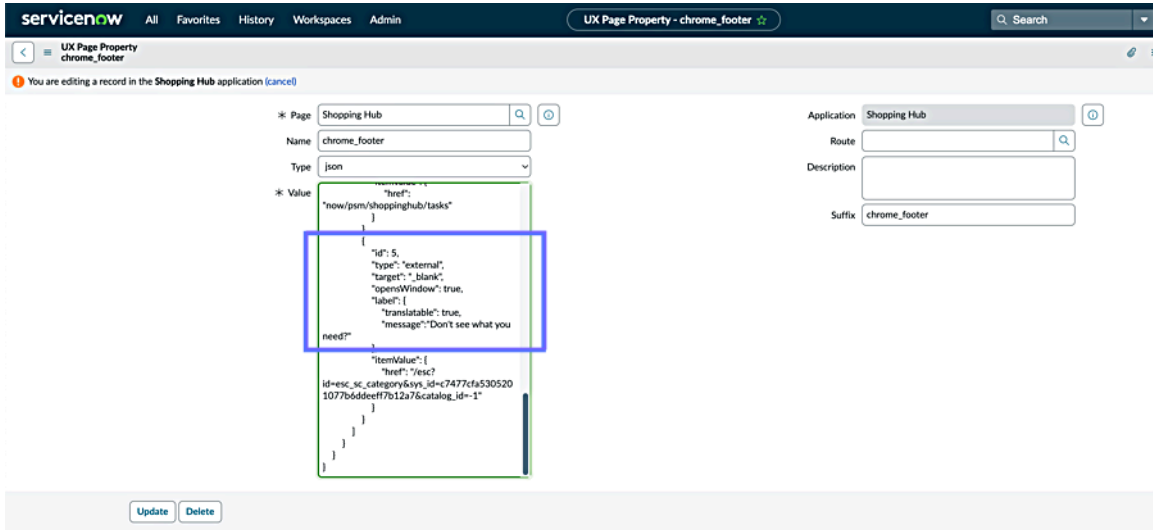 servicenow All Favorites History Workspaces Admin UX Page Property - chrome_footer Search
UX Page Property
chrome_footer
You are editing a record in the Shopping Hub application (cancel)
Page Shopping Hub Application Shopping Hub
Name chrome_footer Route
Type json Description
Value
"href":
"now/psm/shoppinghub/tasks"
}
}
{
"id": 5,
"type": "external",
"target": "_blank",
"opensWindow": true,
"label": {
"translatable": true,
"message":"Don't see what you
need?"
"itemValue": {
"href": "/esc?
id=esc_sc_category&sys_id=c7477cfa530520
1077b6ddeeff7b12a7&catalog_id=-1"
}
}
]
}
}
}
Suffix chrome_footer
Update Delete